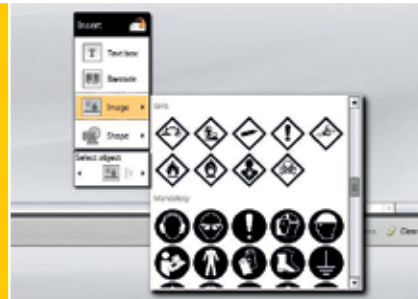 Insert
T Text box
Barcode
Image
Shape
Select object
GHS
Mandatory
Clear